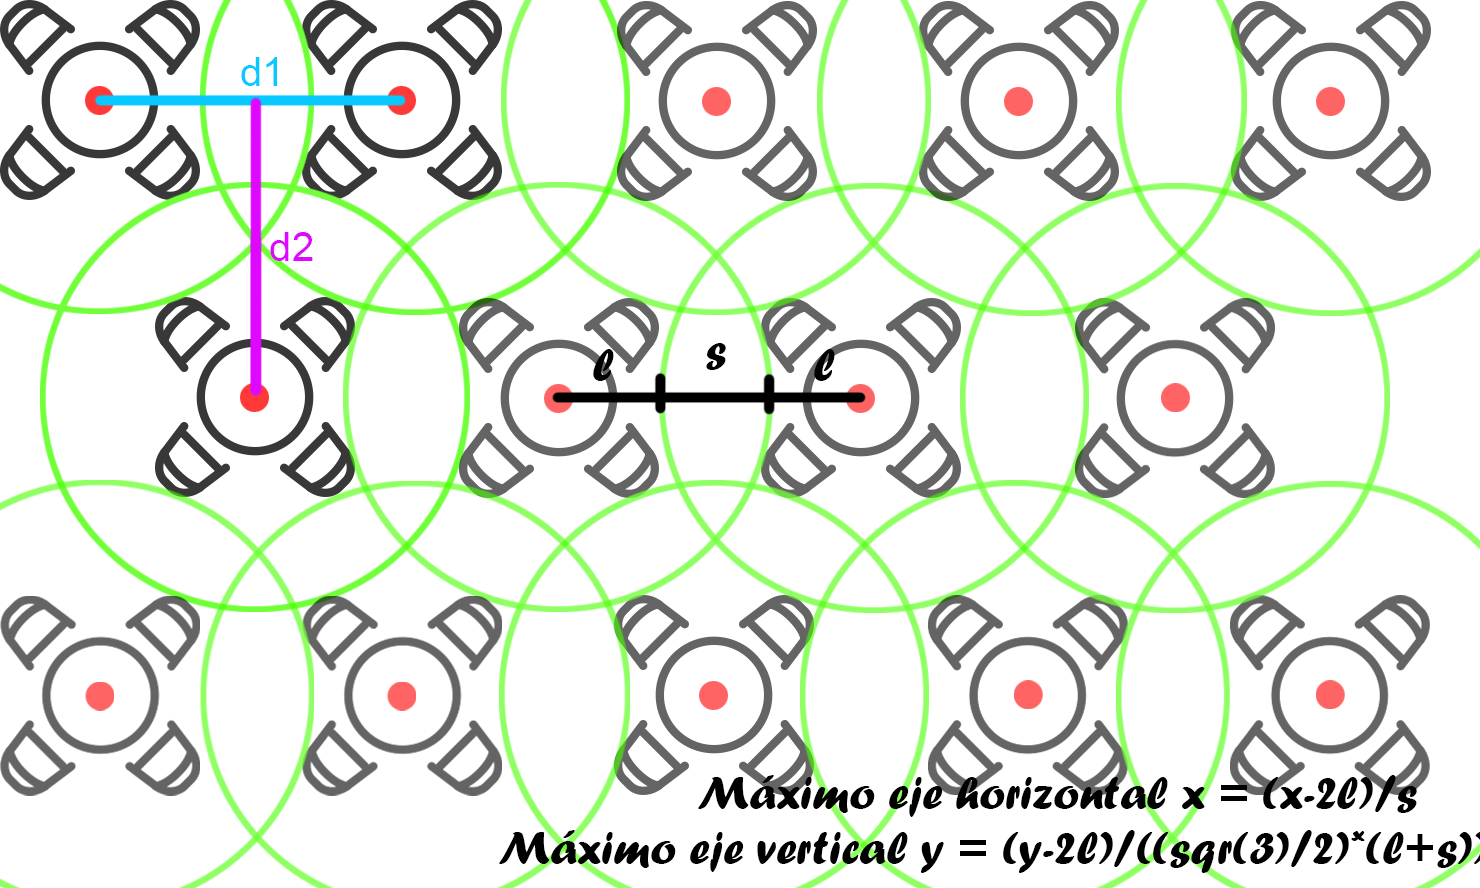 d1
d2
l s l
Máximo eje horizontal x = (x-2l)/s
Máximo eje vertical y = (y-2l)/((sqr(3)/2)*(l+s))